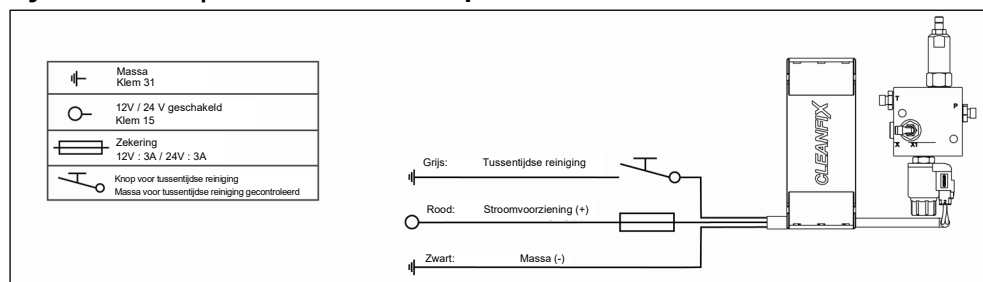 Massa
Klem 31
12V / 24 V geschakeld
Klem 15
Zekering
12V : 3A / 24V : 3A
Knop voor tussentijdse reiniging
Massa voor tussentijdse reiniging gecontroleerd
Grijs: Tussentijdse reiniging
Rood: Stroomvoorziening (+)
Zwart: Massa (-)
CLEANFIX
T
P
X X1